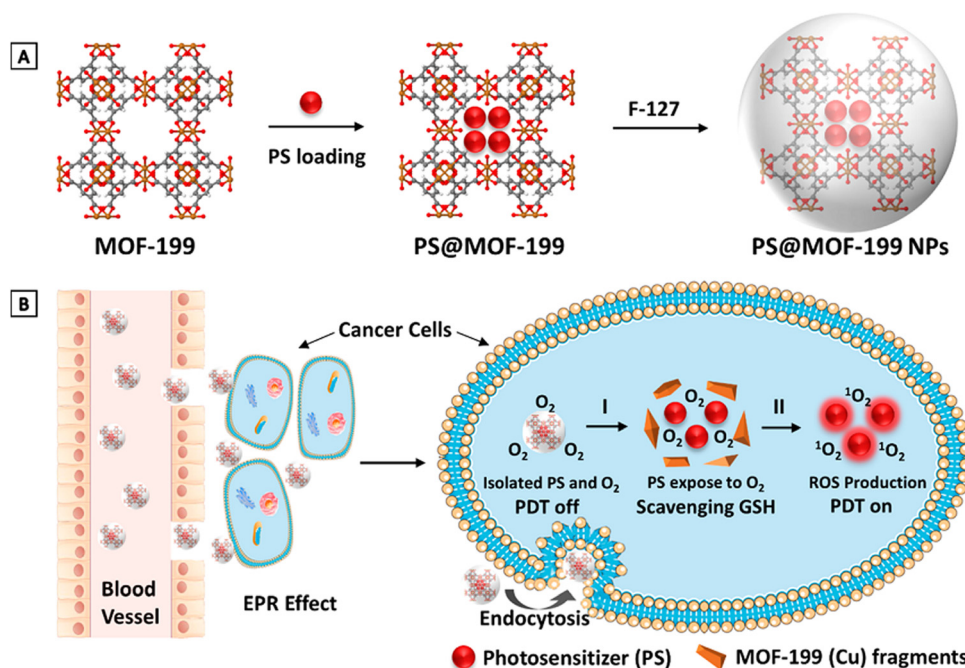 A
PS loading
F-127
MOF-199
PS@MOF-199
PS@MOF-199 NPs
B
Cancer Cells
Blood
Vessel
EPR Effect
O₂
O₂
O₂
I
O₂
O₂
O₂
II
¹O₂
¹O₂
¹O₂
Isolated PS and O₂
PDT off
PS expose to O₂
Scavenging GSH
ROS Production
PDT on
Endocytosis
Photosensitizer (PS)
MOF-199 (Cu) fragments